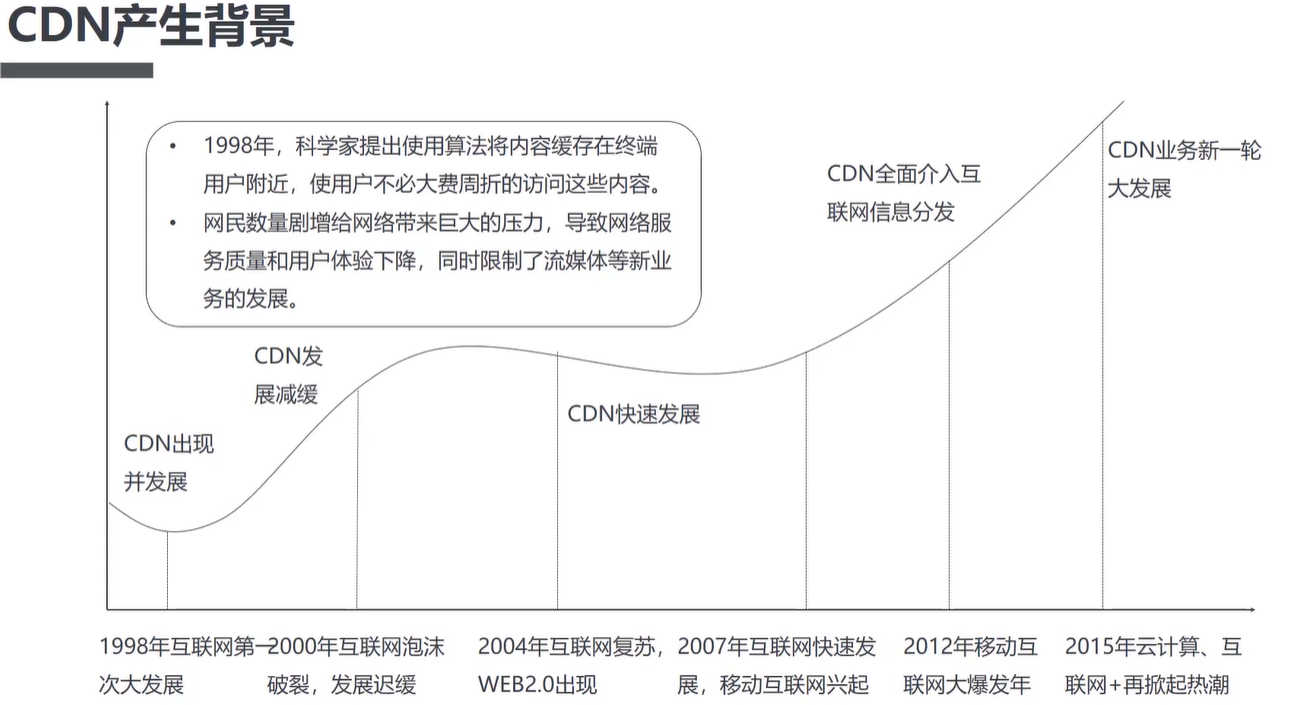 CDN产生背景
• 1998年，科学家提出使用算法将内容缓存在终端
用户附近，使用户不必大费周折的访问这些内容。
• 网民数量剧增给网络带来巨大的压力，导致网络服
务质量和用户体验下降，同时限制了流媒体等新业
务的发展。
CDN出现
并发展
CDN发
展减缓
CDN快速发展
CDN全面介入互
联网信息分发
CDN业务新一轮
大发展
1998年互联网第一
次大发展
2000年互联网泡沫
破裂，发展迟缓
2004年互联网复苏，
WEB2.0出现
2007年互联网快速发
展，移动互联网兴起
2012年移动互
联网大爆发年
2015年云计算、互
联网+再掀起热潮